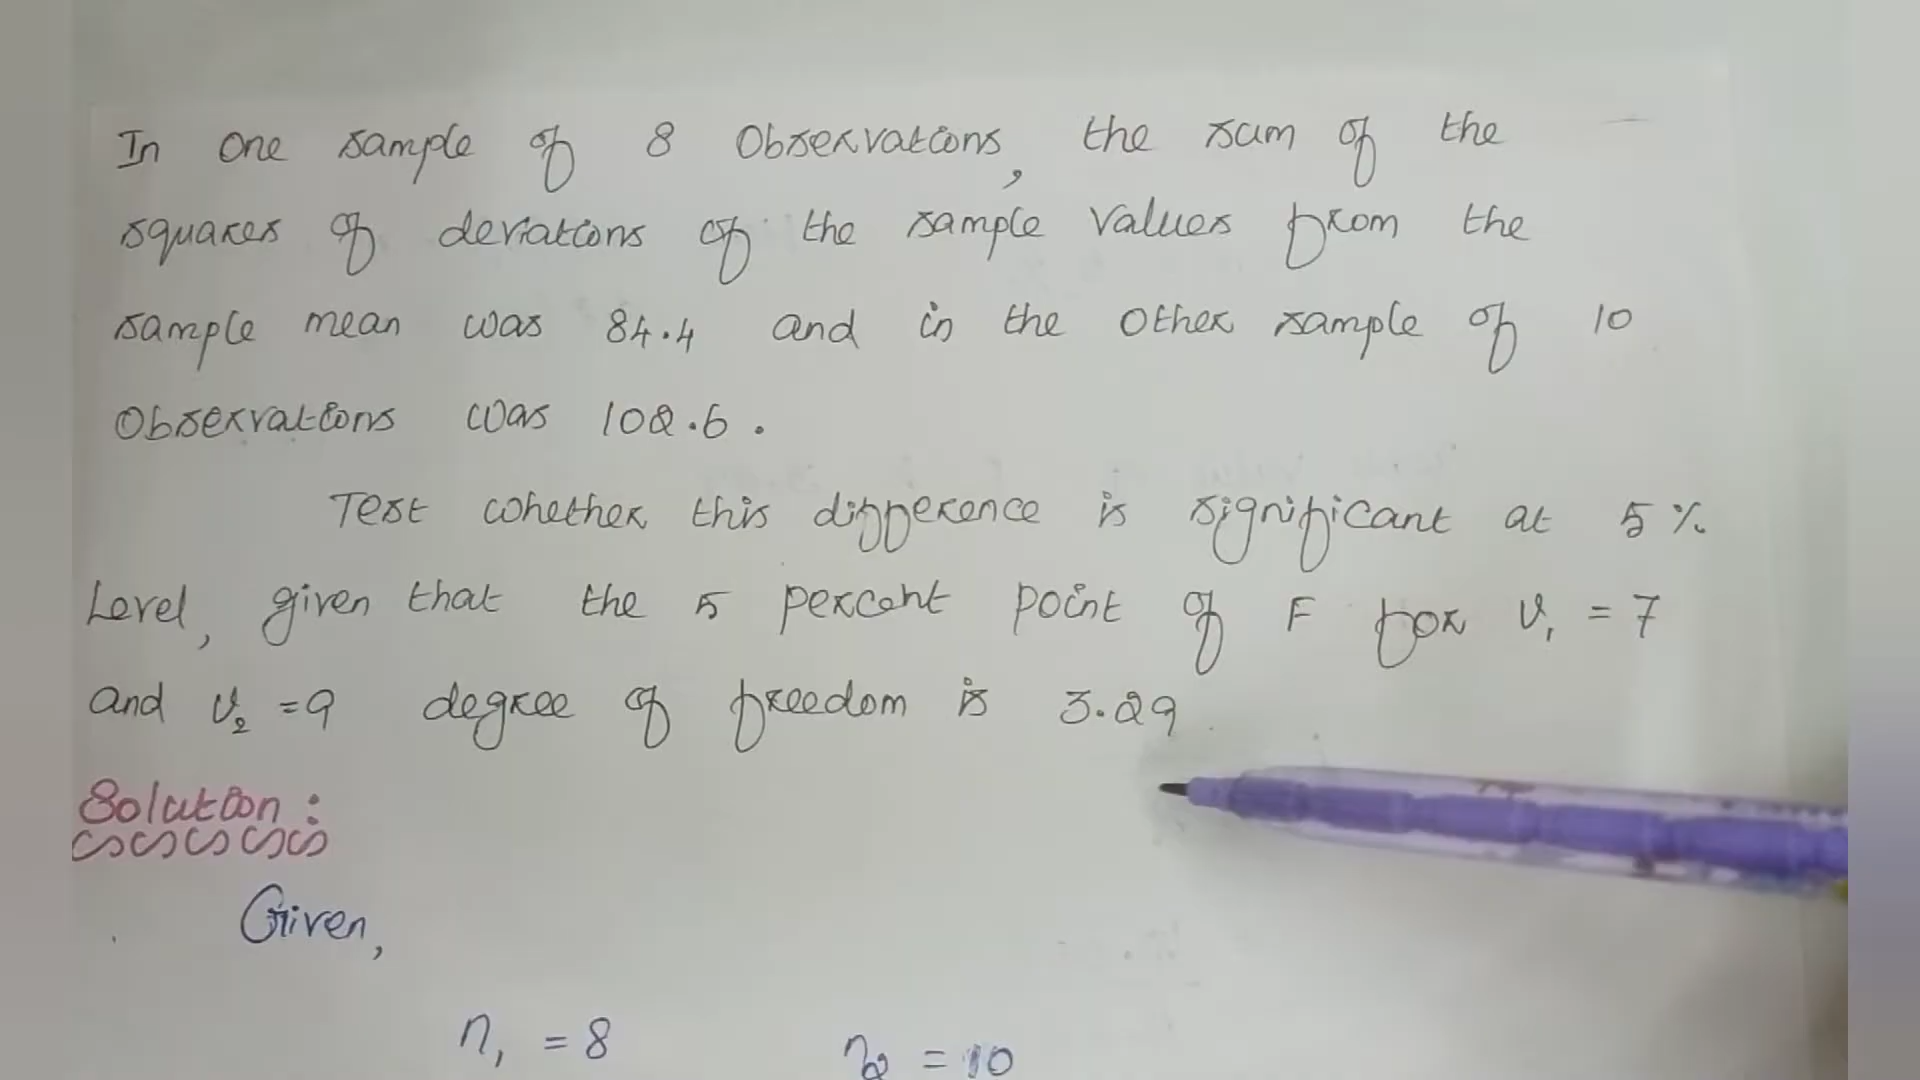 In one sample of 8 Observations, the sum of the
squares of deviations of the sample values from the
sample mean was 84.4 and in the other sample of 10
Observations was 102.6.
Test whether this difference is significant at 5%
Level, given that the 5 percent point of F for v₁ = 7
and v₂ = 9 degree of freedom is 3.29
Solution:
Given,
n₁ = 8 n₂ = 10